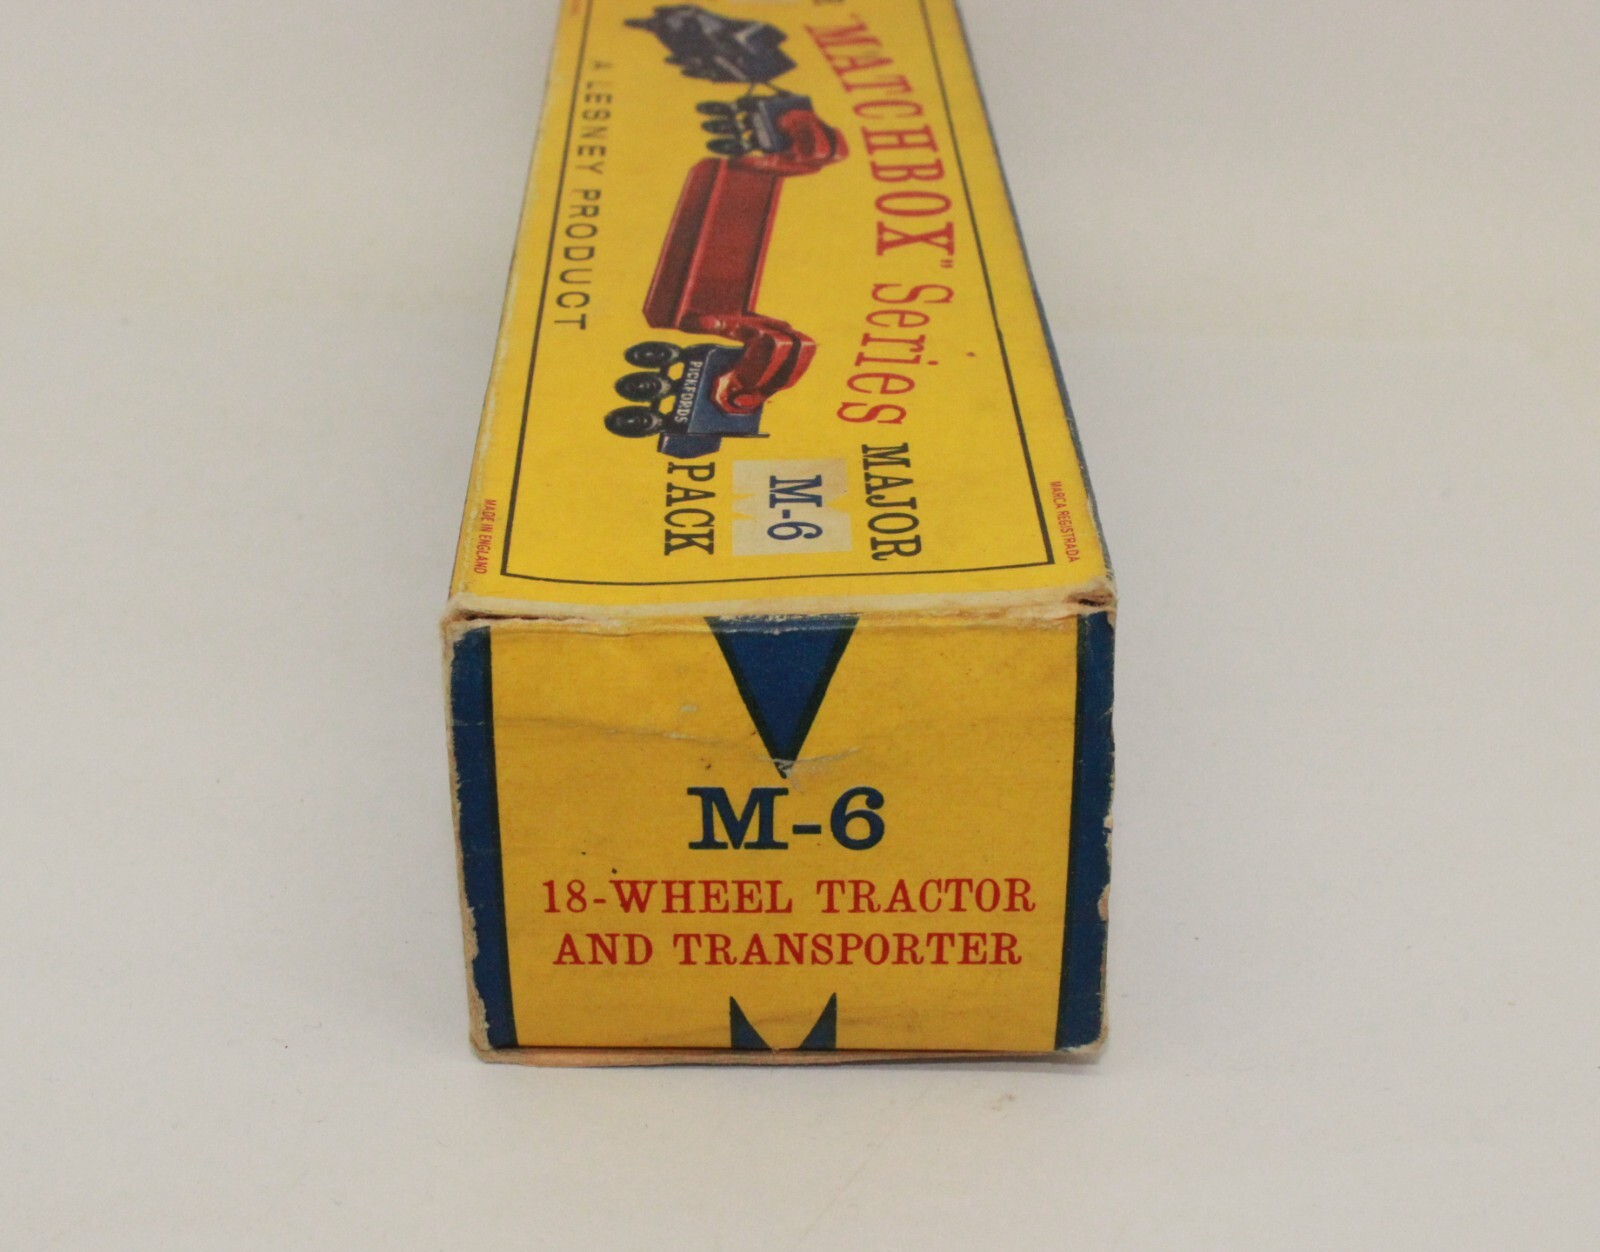 "MATCHBOX" Series
MAJOR
M-6
PACK
PICKFORDS
A LESNEY PRODUCT
MARCA REGISTRADA
MADE IN ENGLAND
M-6
18-WHEEL TRACTOR
AND TRANSPORTER